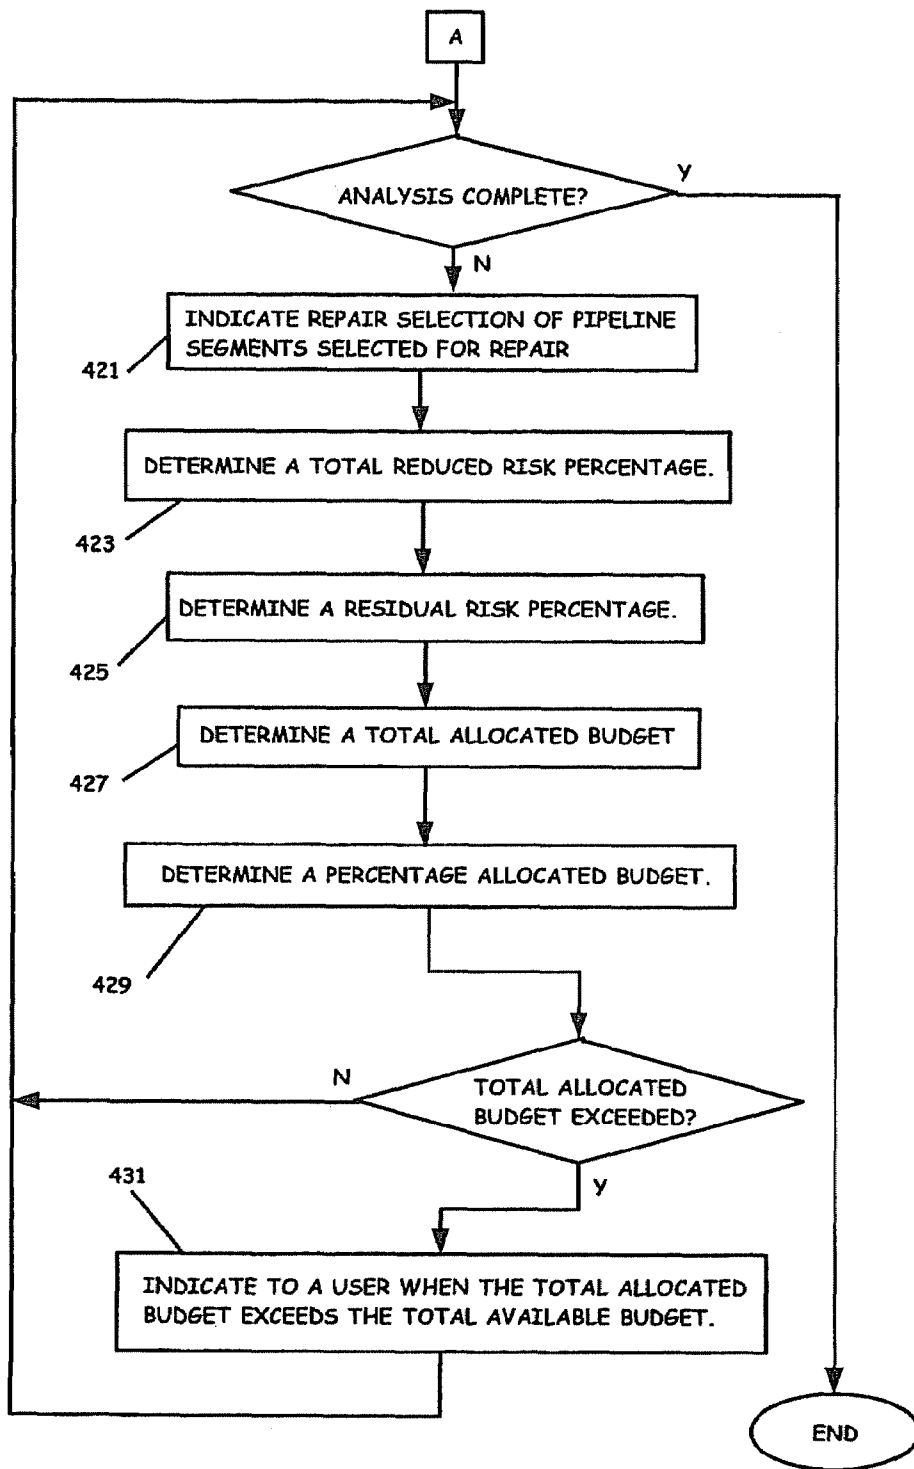 A
Y
ANALYSIS COMPLETE?
N
INDICATE REPAIR SELECTION OF PIPELINE
SEGMENTS SELECTED FOR REPAIR
421
DETERMINE A TOTAL REDUCED RISK PERCENTAGE.
423
DETERMINE A RESIDUAL RISK PERCENTAGE.
425
DETERMINE A TOTAL ALLOCATED BUDGET
427
DETERMINE A PERCENTAGE ALLOCATED BUDGET.
429
N
TOTAL ALLOCATED
BUDGET EXCEEDED?
Y
431
INDICATE TO A USER WHEN THE TOTAL ALLOCATED
BUDGET EXCEEDS THE TOTAL AVAILABLE BUDGET.
END